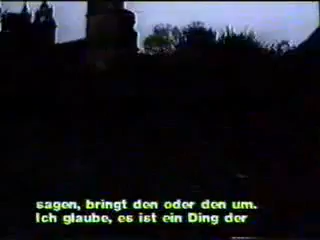 sagen, bringt den oder den um.
Ich glaube, es ist ein Ding der